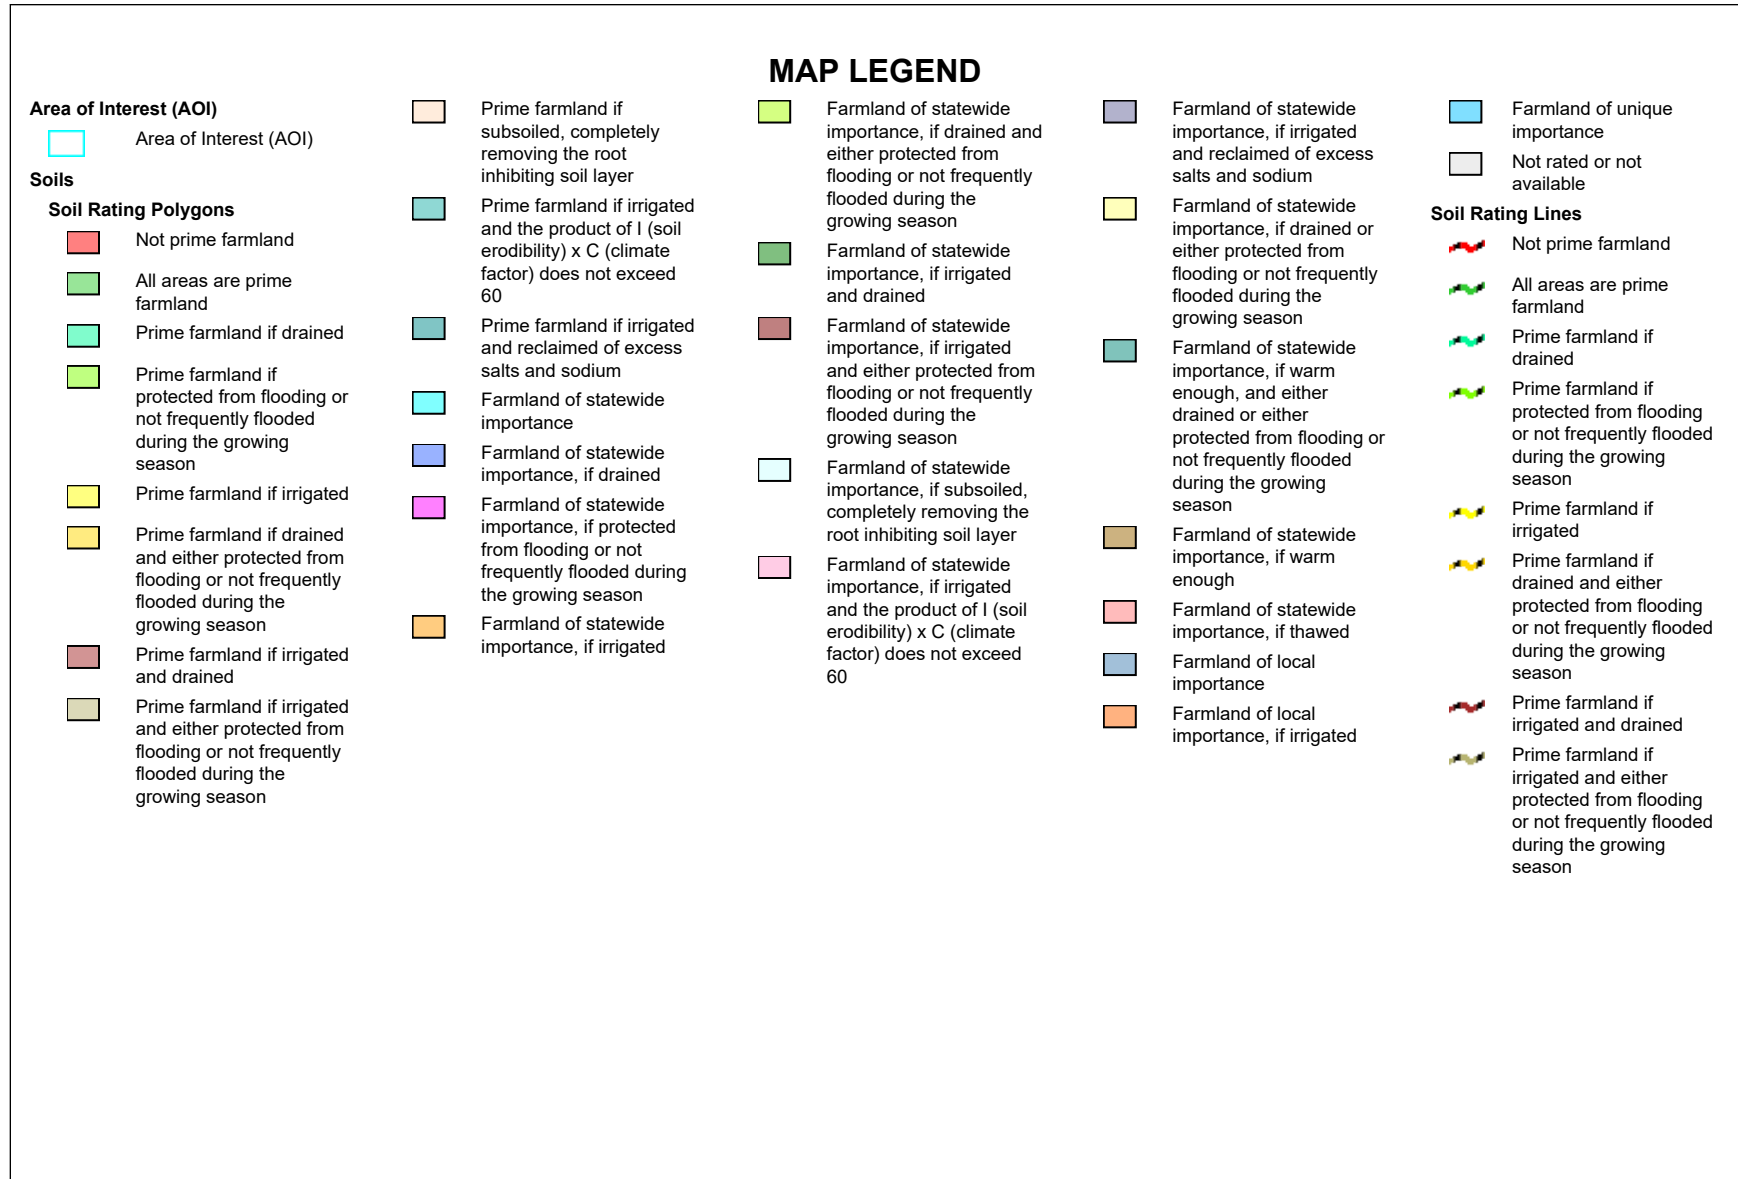 MAP LEGEND
Area of Interest (AOI)
Area of Interest (AOI)
Soils
Soil Rating Polygons
Not prime farmland
All areas are prime
farmland
Prime farmland if drained
Prime farmland if
protected from flooding or
not frequently flooded
during the growing
season
Prime farmland if irrigated
Prime farmland if drained
and either protected from
flooding or not frequently
flooded during the
growing season
Prime farmland if irrigated
and drained
Prime farmland if irrigated
and either protected from
flooding or not frequently
flooded during the
growing season
Prime farmland if
subsoiled, completely
removing the root
inhibiting soil layer
Prime farmland if irrigated
and the product of I (soil
erodibility) x C (climate
factor) does not exceed
60
Prime farmland if irrigated
and reclaimed of excess
salts and sodium
Farmland of statewide
importance
Farmland of statewide
importance, if drained
Farmland of statewide
importance, if protected
from flooding or not
frequently flooded during
the growing season
Farmland of statewide
importance, if irrigated
Farmland of statewide
importance, if drained and
either protected from
flooding or not frequently
flooded during the
growing season
Farmland of statewide
importance, if irrigated
and drained
Farmland of statewide
importance, if irrigated
and either protected from
flooding or not frequently
flooded during the
growing season
Farmland of statewide
importance, if subsoiled,
completely removing the
root inhibiting soil layer
Farmland of statewide
importance, if irrigated
and the product of I (soil
erodibility) x C (climate
factor) does not exceed
60
Farmland of statewide
importance, if irrigated
and reclaimed of excess
salts and sodium
Farmland of statewide
importance, if drained or
either protected from
flooding or not frequently
flooded during the
growing season
Farmland of statewide
importance, if warm
enough, and either
drained or either
protected from flooding or
not frequently flooded
during the growing
season
Farmland of statewide
importance, if warm
enough
Farmland of statewide
importance, if thawed
Farmland of local
importance
Farmland of local
importance, if irrigated
Farmland of unique
importance
Not rated or not
available
Soil Rating Lines
Not prime farmland
All areas are prime
farmland
Prime farmland if
drained
Prime farmland if
protected from flooding
or not frequently flooded
during the growing
season
Prime farmland if
irrigated
Prime farmland if
drained and either
protected from flooding
or not frequently flooded
during the growing
season
Prime farmland if
irrigated and drained
Prime farmland if
irrigated and either
protected from flooding
or not frequently flooded
during the growing
season